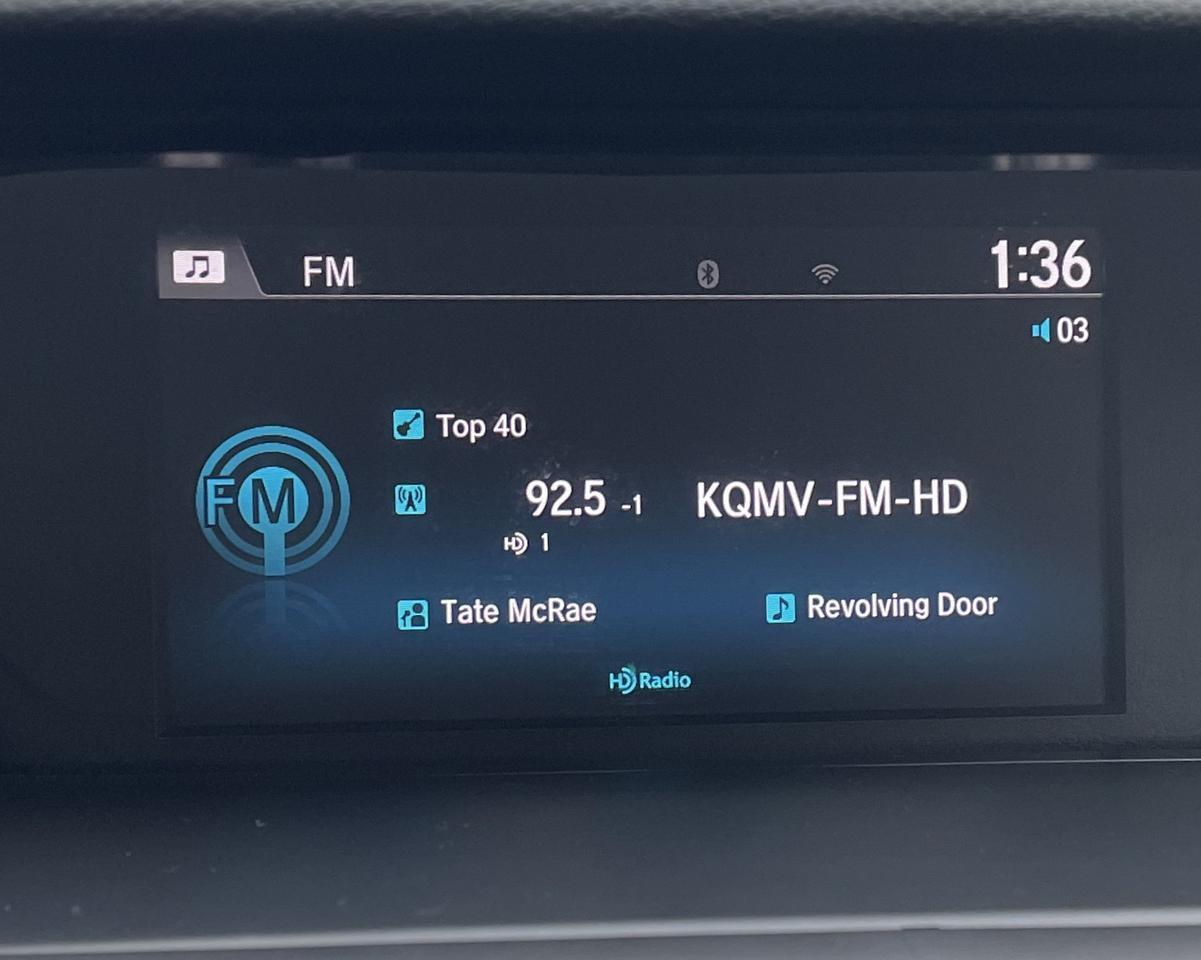 FM 1:36
03
Top 40
FM 92.5 -1 KQMV-FM-HD
HD 1
Tate McRae Revolving Door
HD Radio